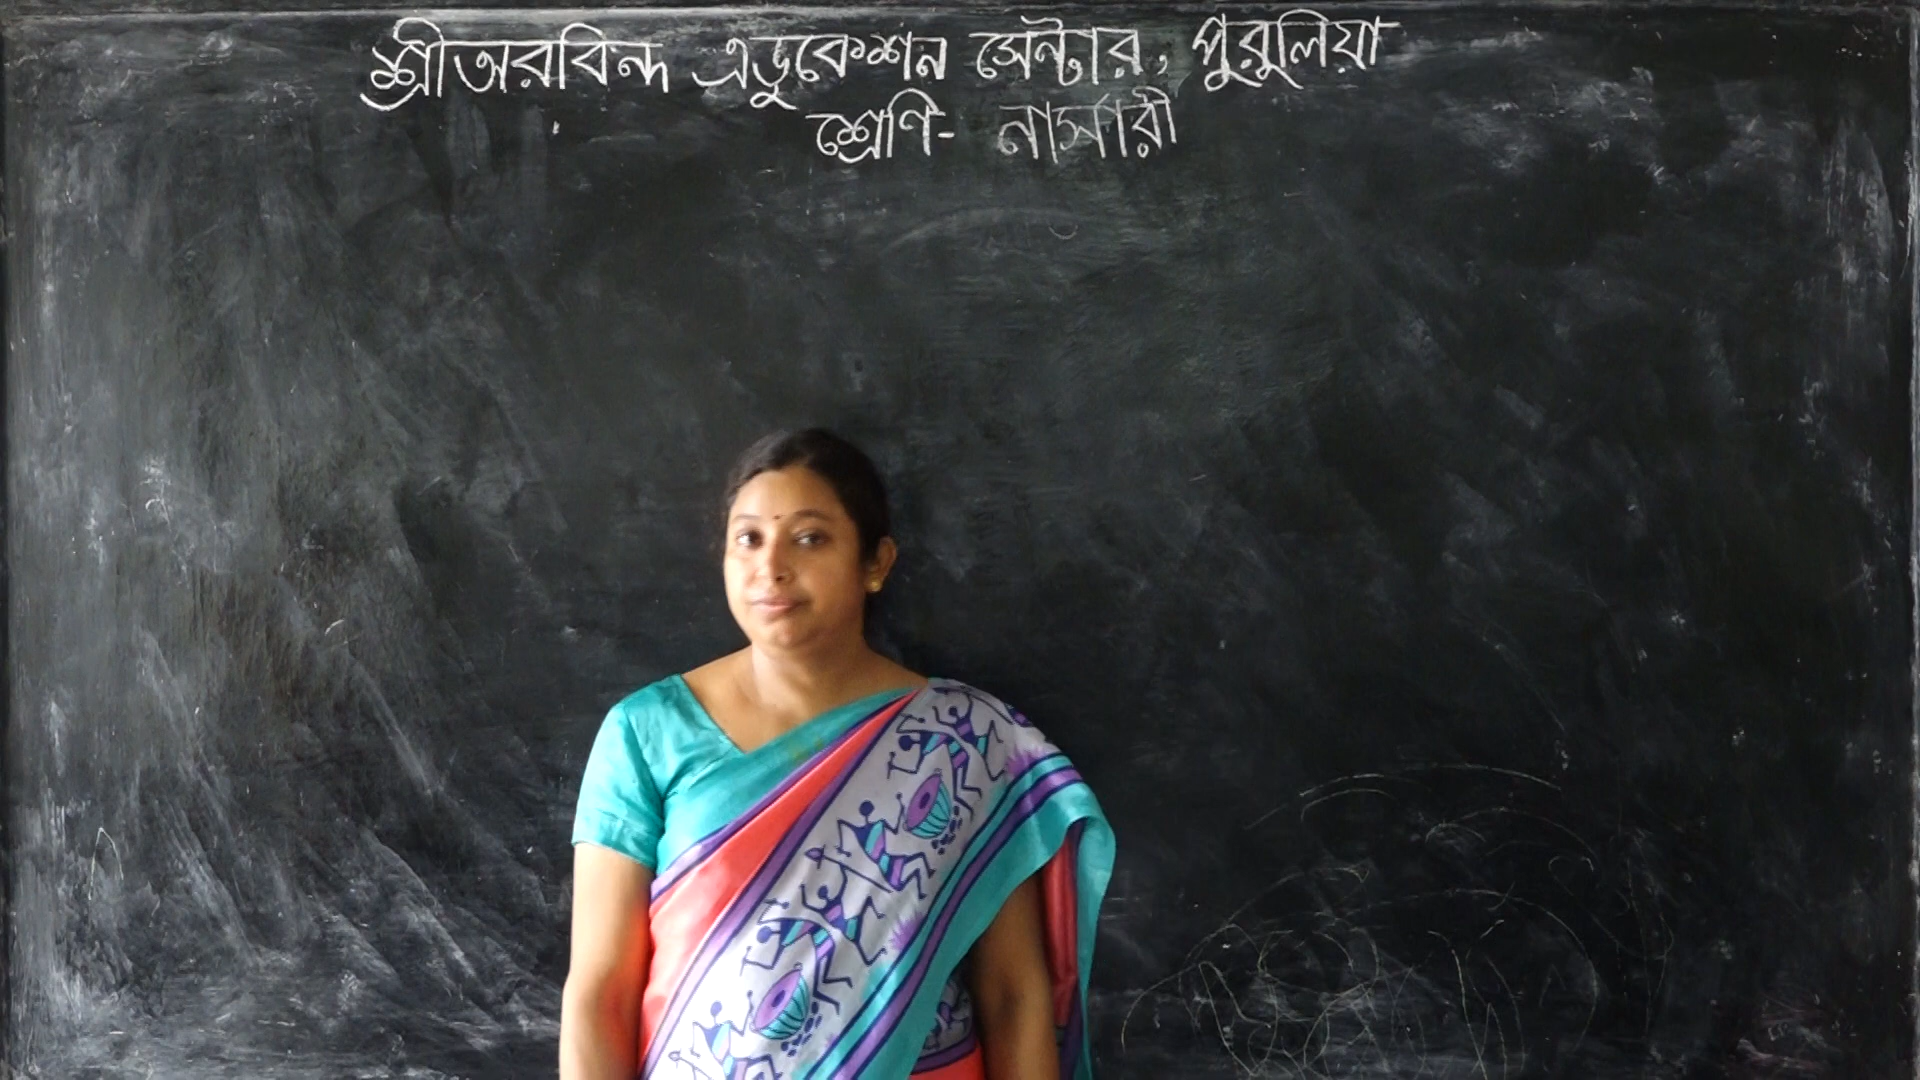 শ্রীঅরবিন্দ এডুকেশন সেন্টার, পুরুলিয়া
শ্রেণি- নার্সারী